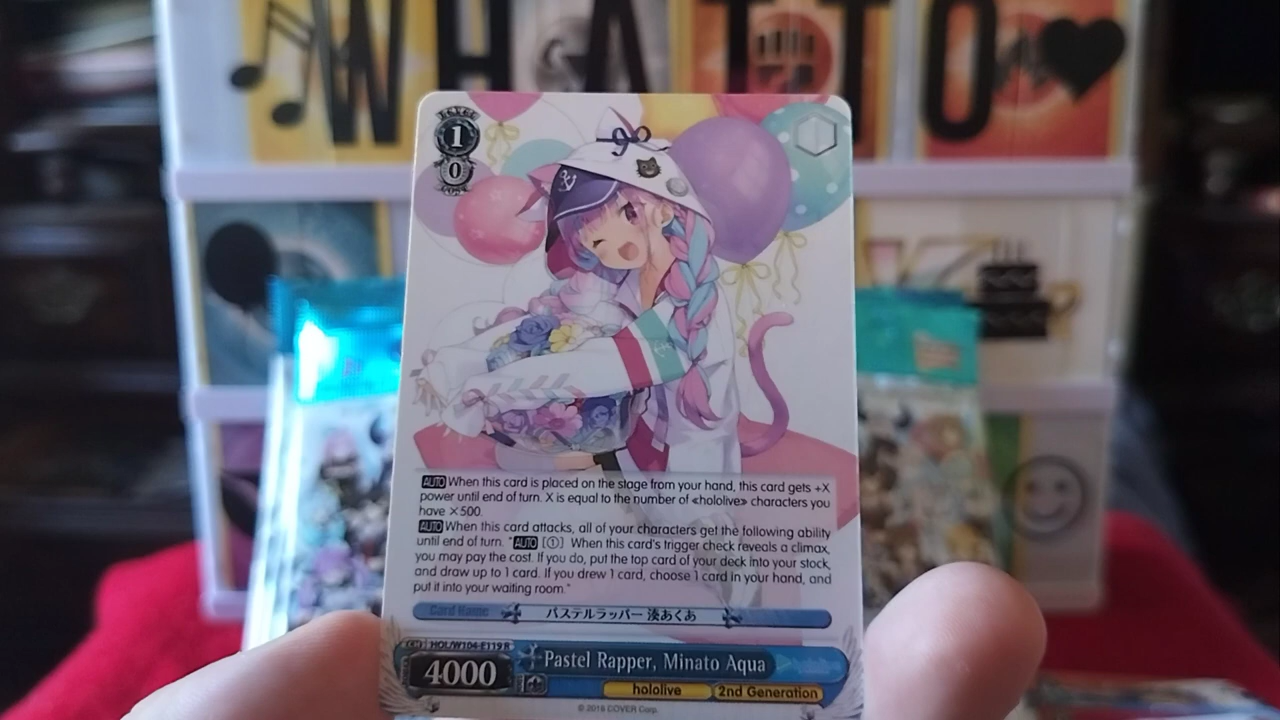 WHAT TO
1
0
AUTO When this card is placed on the stage from your hand, this card gets +X
power until end of turn. X is equal to the number of «hololive» characters you
have ×500.
AUTO When this card attacks, all of your characters get the following ability
until end of turn. "AUTO [①] When this card's trigger check reveals a climax,
you may pay the cost. If you do, put the top card of your deck into your stock,
and draw up to 1 card. If you drew 1 card, choose 1 card in your hand, and
put it into your waiting room."
Card Name パステルラッパー 湊あくあ
HOL/W104-E119 R
4000 Pastel Rapper, Minato Aqua
hololive 2nd Generation
© 2016 COVER Corp.